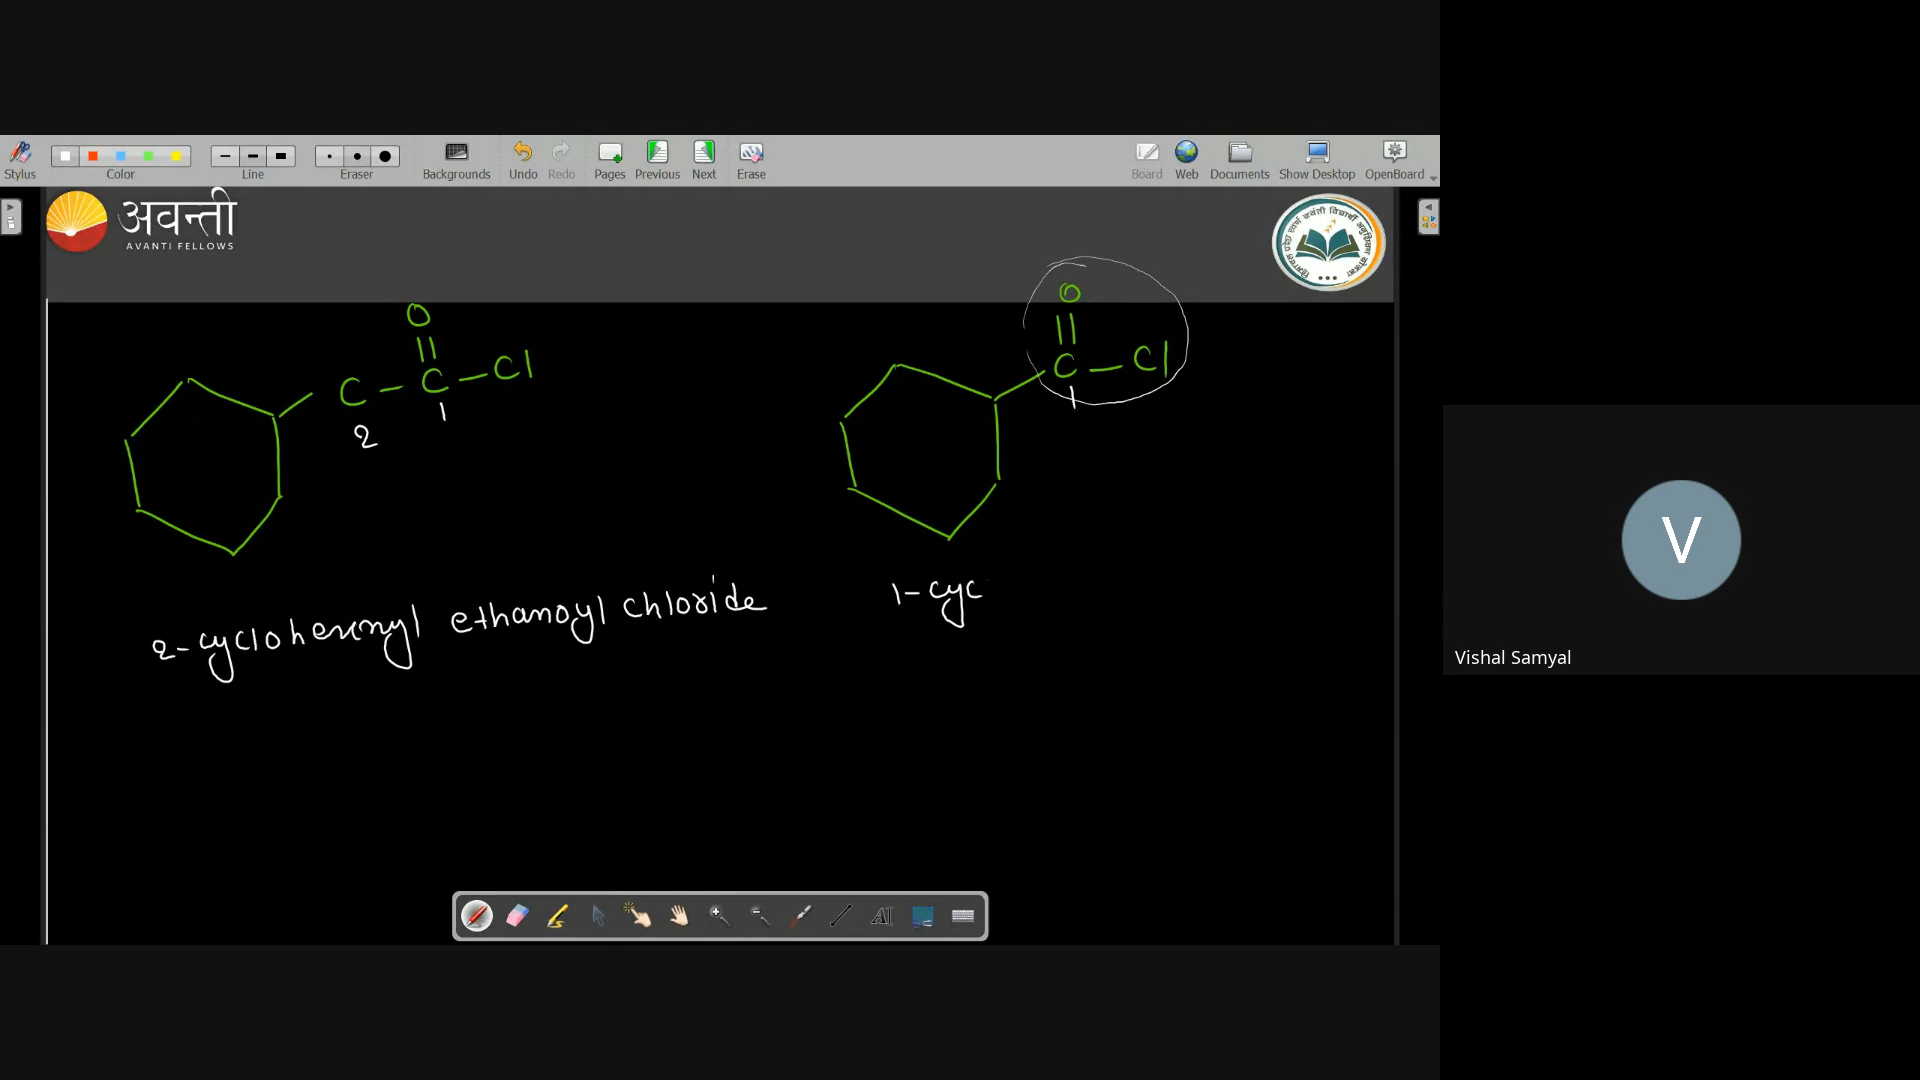 Stylus
Color
Line
Eraser
Backgrounds
Undo
Redo
Pages
Previous
Next
Erase
Board
Web
Documents
Show Desktop
OpenBoard
अवन्ती
AVANTI FELLOWS
O
C - C - Cl
2
1
O
C - Cl
1
2-cyclohexnyl ethanoyl chloride
1-cyc
V
Vishal Samyal